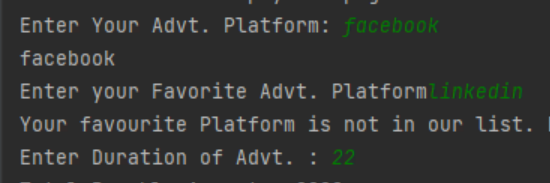 Enter Your Advt. Platform: facebook
facebook
Enter your Favorite Advt. Platformlinkedin
Your favourite Platform is not in our list.
Enter Duration of Advt. : 22